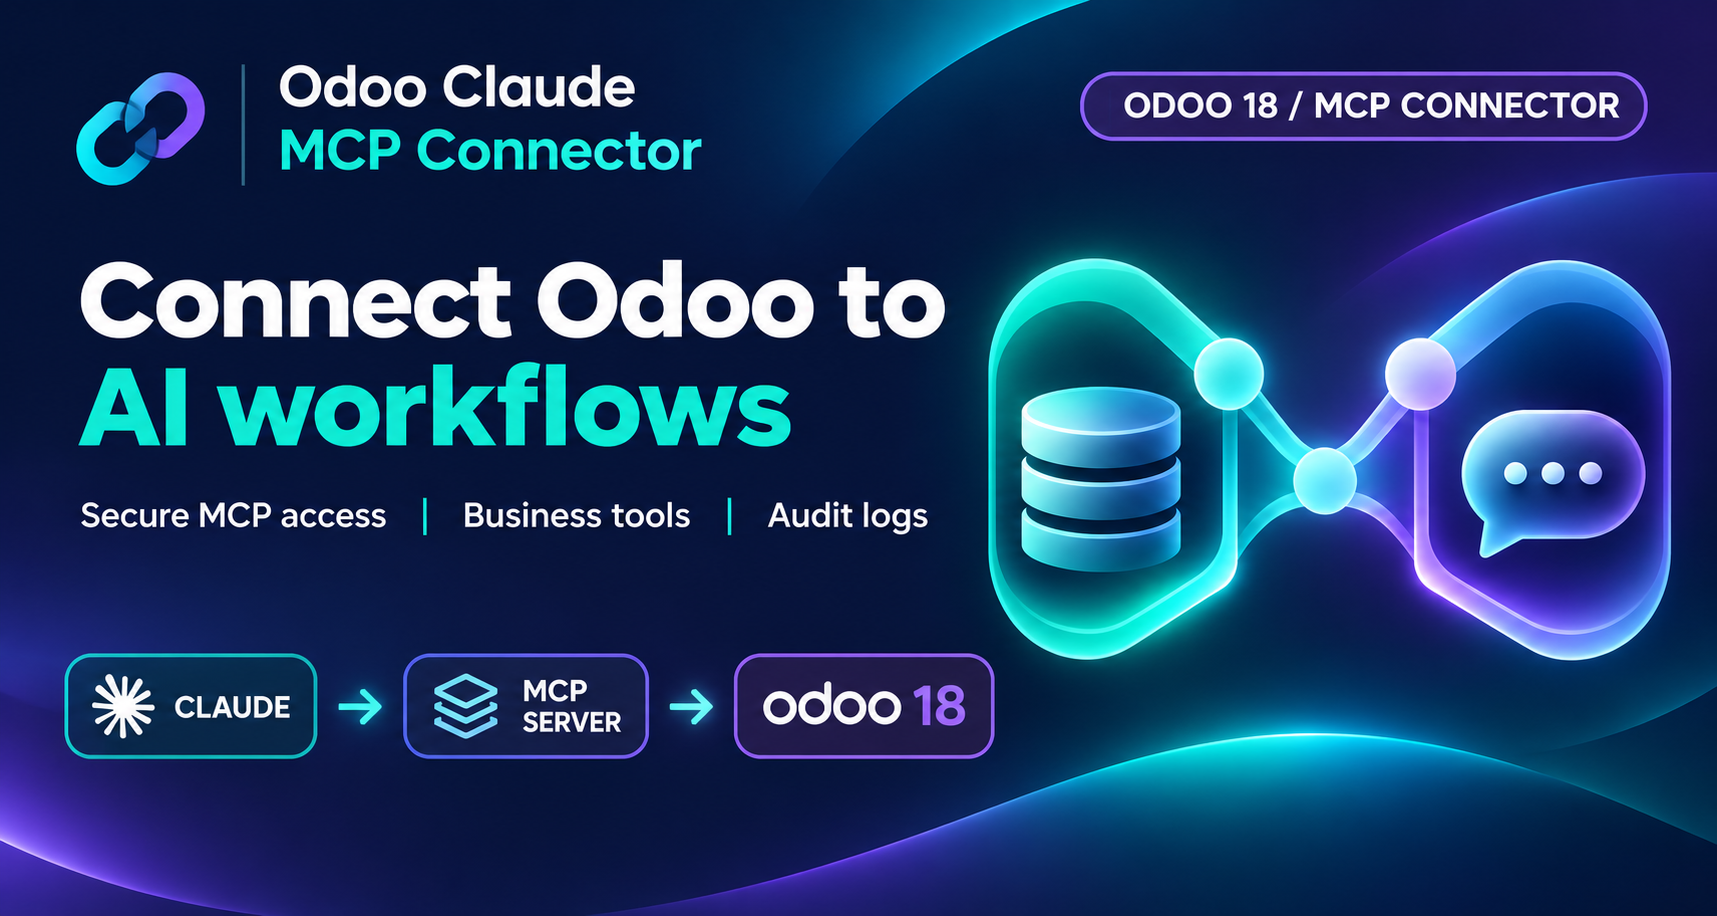 Odoo Claude
MCP Connector
ODOO 18 / MCP CONNECTOR
Connect Odoo to
AI workflows
Secure MCP access | Business tools | Audit logs
CLAUDE
MCP
SERVER
odoo 18